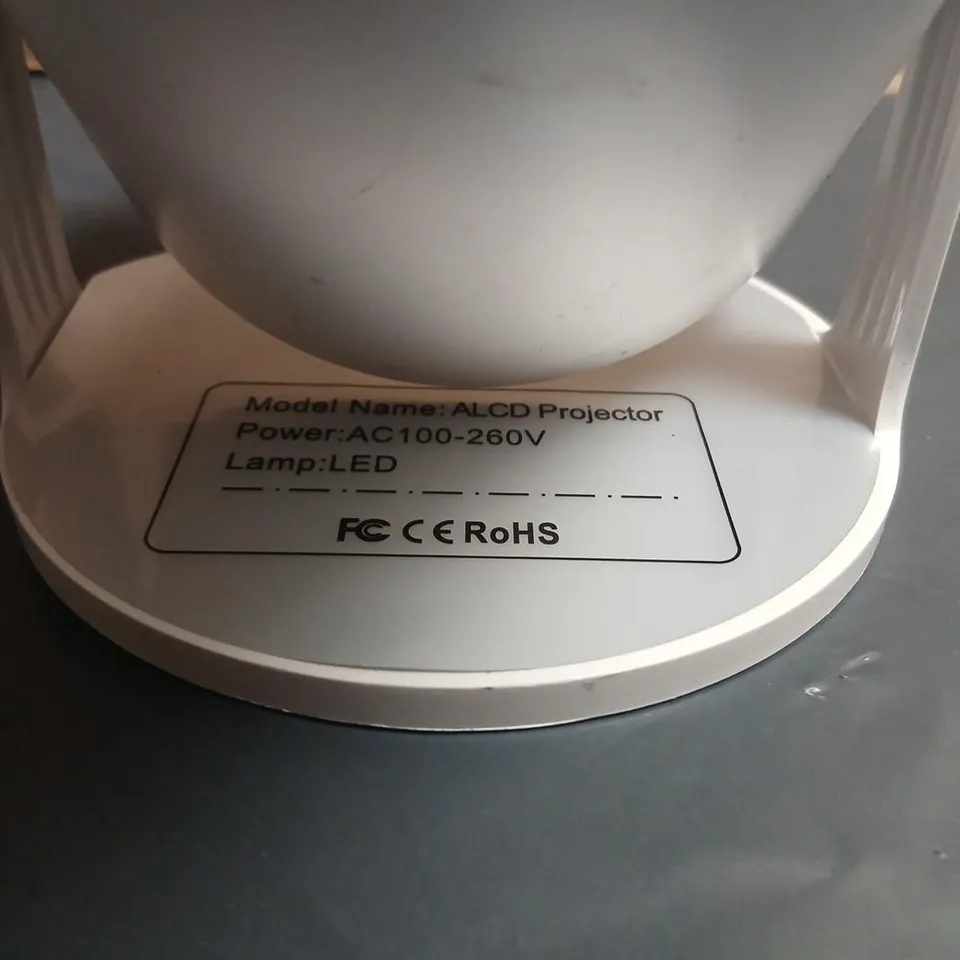 Model Name: ALCD Projector
Power:AC100-260V
Lamp:LED
FC CE RoHS